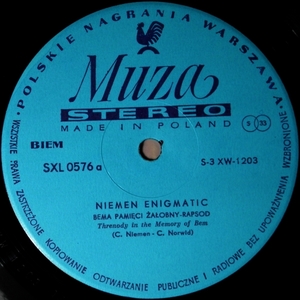 POLSKIE NAGRANIA WARSZAWA
Muza
STEREO
MADE IN POLAND
BIEM
S 33
SXL 0576 a
S-3 XW-1203
NIEMEN ENIGMATIC
BEMA PAMIĘCI ŻAŁOBNY-RAPSOD
Threnody in the Memory of Bem
(C. Niemen - C. Norwid)
WSZYSTKIE PRAWA ZASTRZEŻONE KOPIOWANIE ODTWARZANIE PUBLICZNE I RADIOWE BEZ UPOWAŻNIENIA WZBRONIONE